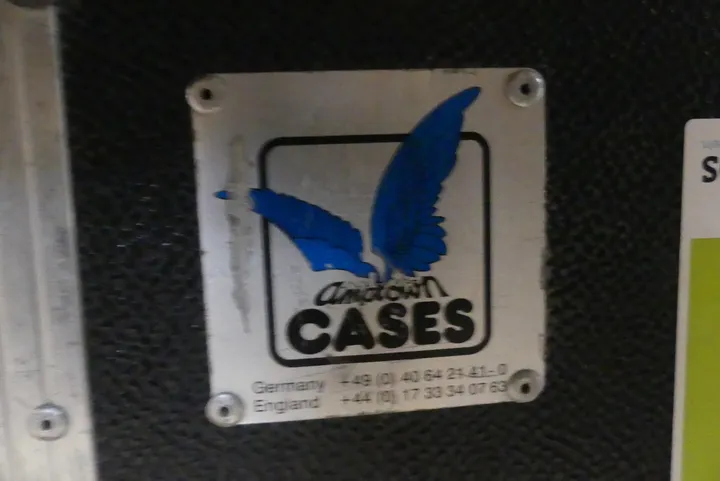 amptown
CASES
Germany +49 (0) 40 64 21 41-0
England +44 (0) 17 33 34 07 63